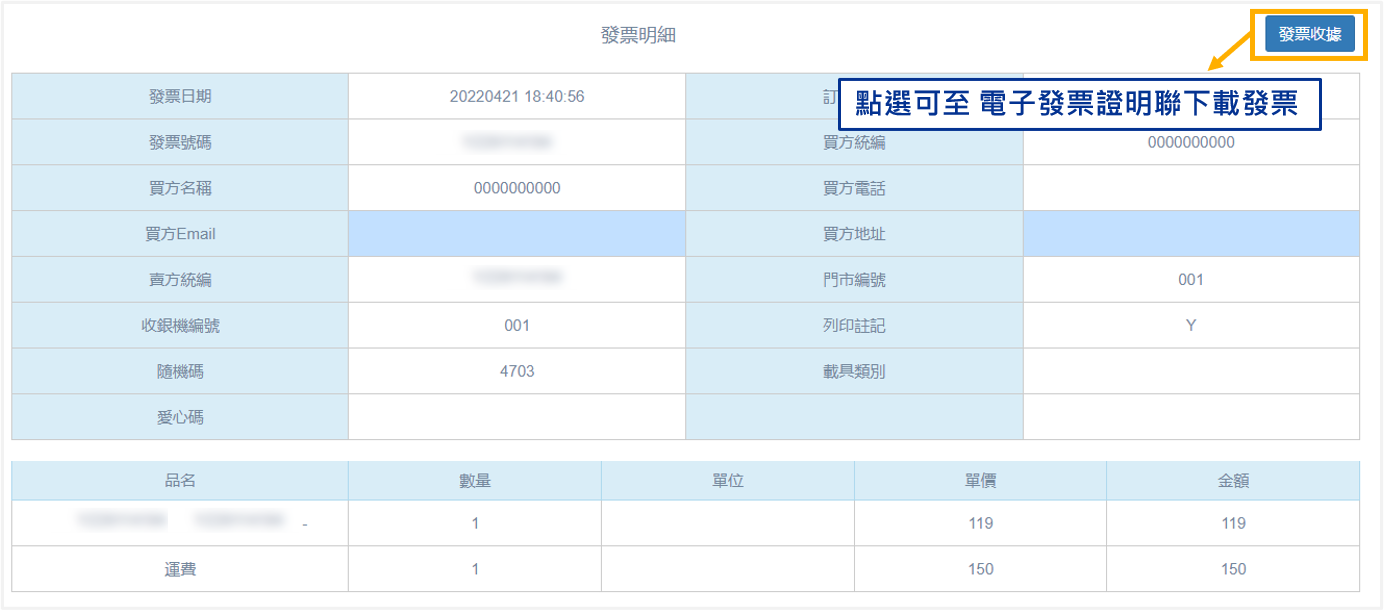 發票明細
發票收據
點選可至 電子發票證明聯下載發票
發票日期 20220421 18:40:56 訂
發票號碼 買方統編 0000000000
買方名稱 0000000000 買方電話
買方Email 買方地址
賣方統編 門市編號 001
收銀機編號 001 列印註記 Y
隨機碼 4703 載具類別
愛心碼
品名 數量 單位 單價 金額
- 1 119 119
運費 1 150 150